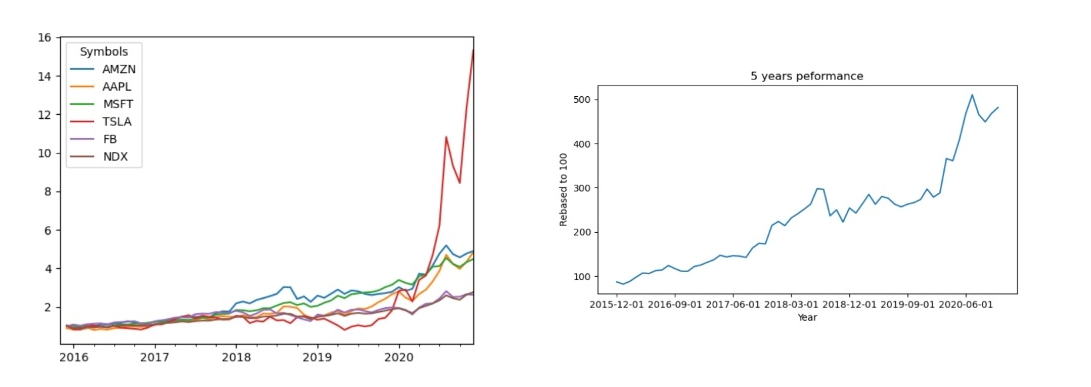 16
14
12
10
8
6
4
2
Symbols
AMZN
AAPL
MSFT
TSLA
FB
NDX
2016 2017 2018 2019 2020
5 years peformance
500
400
300
200
100
Rebased to 100
2015-12-01 2016-09-01 2017-06-01 2018-03-01 2018-12-01 2019-09-01 2020-06-01
Year